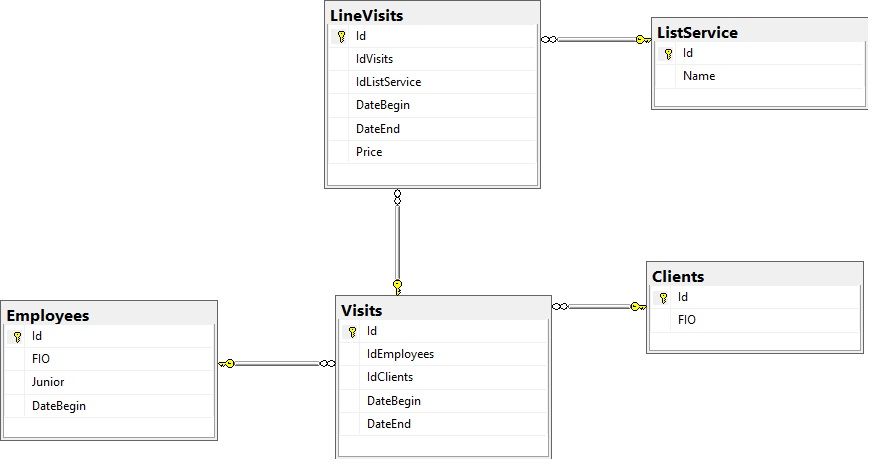 LineVisits
Id
IdVisits
IdListService
DateBegin
DateEnd
Price
ListService
Id
Name
Employees
Id
FIO
Junior
DateBegin
Visits
Id
IdEmployees
IdClients
DateBegin
DateEnd
Clients
Id
FIO